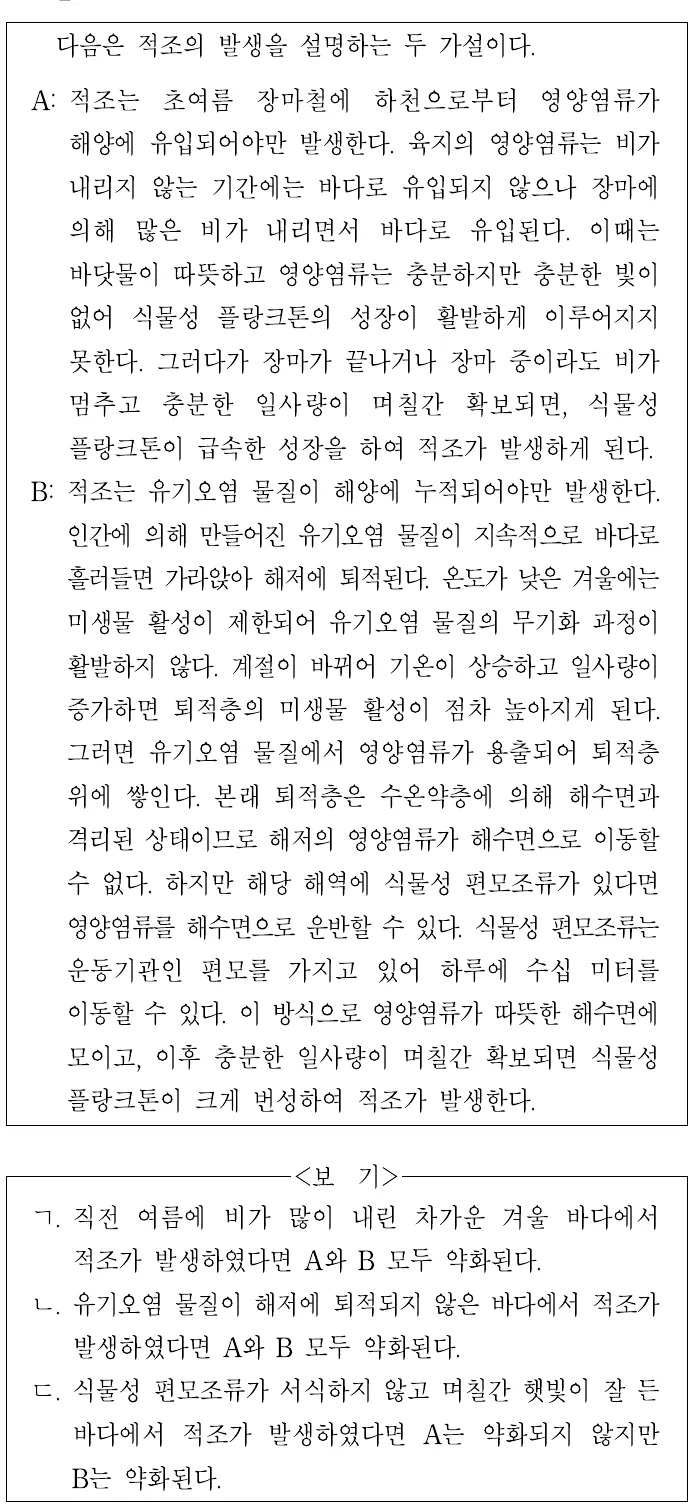 다음은 적조의 발생을 설명하는 두 가설이다.
A: 적조는 초여름 장마철에 하천으로부터 영양염류가
해양에 유입되어야만 발생한다. 육지의 영양염류는 비가
내리지 않는 기간에는 바다로 유입되지 않으나 장마에
의해 많은 비가 내리면서 바다로 유입된다. 이때는
바닷물이 따뜻하고 영양염류는 충분하지만 충분한 빛이
없어 식물성 플랑크톤의 성장이 활발하게 이루어지지
못한다. 그러다가 장마가 끝나거나 장마 중이라도 비가
멈추고 충분한 일사량이 며칠간 확보되면, 식물성
플랑크톤이 급속한 성장을 하여 적조가 발생하게 된다.
B: 적조는 유기오염 물질이 해양에 누적되어야만 발생한다.
인간에 의해 만들어진 유기오염 물질이 지속적으로 바다로
흘러들면 가라앉아 해저에 퇴적된다. 온도가 낮은 겨울에는
미생물 활성이 제한되어 유기오염 물질의 무기화 과정이
활발하지 않다. 계절이 바뀌어 기온이 상승하고 일사량이
증가하면 퇴적층의 미생물 활성이 점차 높아지게 된다.
그러면 유기오염 물질에서 영양염류가 용출되어 퇴적층
위에 쌓인다. 본래 퇴적층은 수온약층에 의해 해수면과
격리된 상태이므로 해저의 영양염류가 해수면으로 이동할
수 없다. 하지만 해당 해역에 식물성 편모조류가 있다면
영양염류를 해수면으로 운반할 수 있다. 식물성 편모조류는
운동기관인 편모를 가지고 있어 하루에 수십 미터를
이동할 수 있다. 이 방식으로 영양염류가 따뜻한 해수면에
모이고, 이후 충분한 일사량이 며칠간 확보되면 식물성
플랑크톤이 크게 번성하여 적조가 발생한다.
<보 기>
ㄱ. 직전 여름에 비가 많이 내린 차가운 겨울 바다에서
적조가 발생하였다면 A와 B 모두 약화된다.
ㄴ. 유기오염 물질이 해저에 퇴적되지 않은 바다에서 적조가
발생하였다면 A와 B 모두 약화된다.
ㄷ. 식물성 편모조류가 서식하지 않고 며칠간 햇빛이 잘 든
바다에서 적조가 발생하였다면 A는 약화되지 않지만
B는 약화된다.